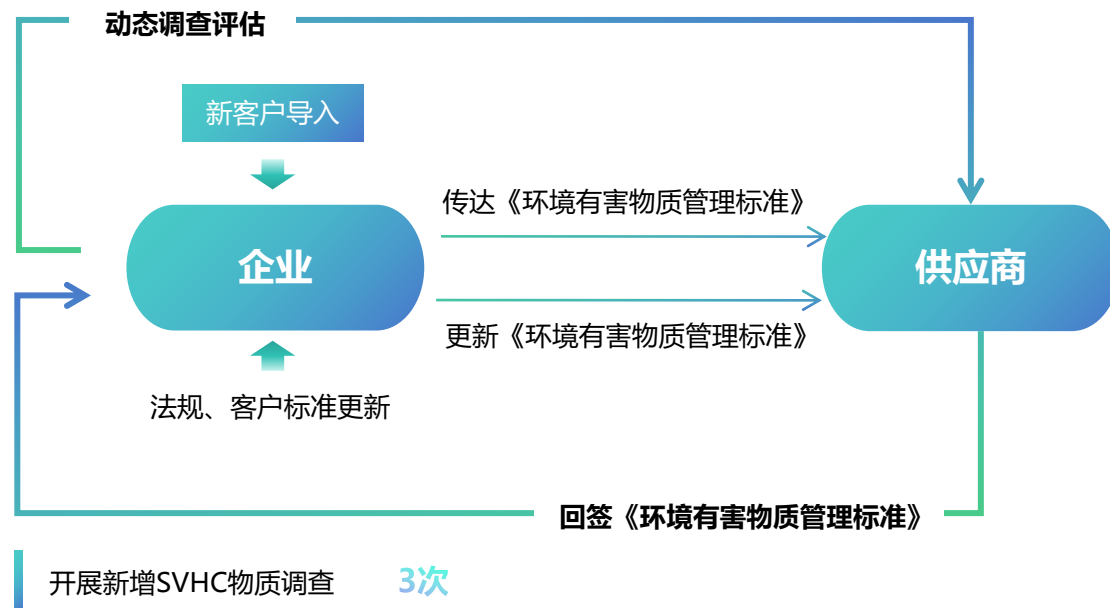 动态调查评估
新客户导入
传达《环境有害物质管理标准》
企业
供应商
更新《环境有害物质管理标准》
法规、客户标准更新
回签《环境有害物质管理标准》
开展新增SVHC物质调查 3次